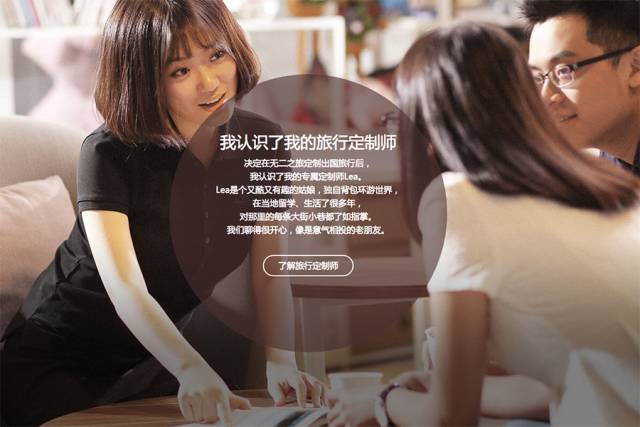 我认识了我的旅行定制师
决定在无二之旅定制出国旅行后，
我认识了我的专属定制师Lea。
Lea是个又酷又有趣的姑娘，独自背包环游世界，
在当地留学、生活了很多年，
对那里的每条大街小巷都了如指掌。
我们聊得很开心，像是意气相投的老朋友。
了解旅行定制师